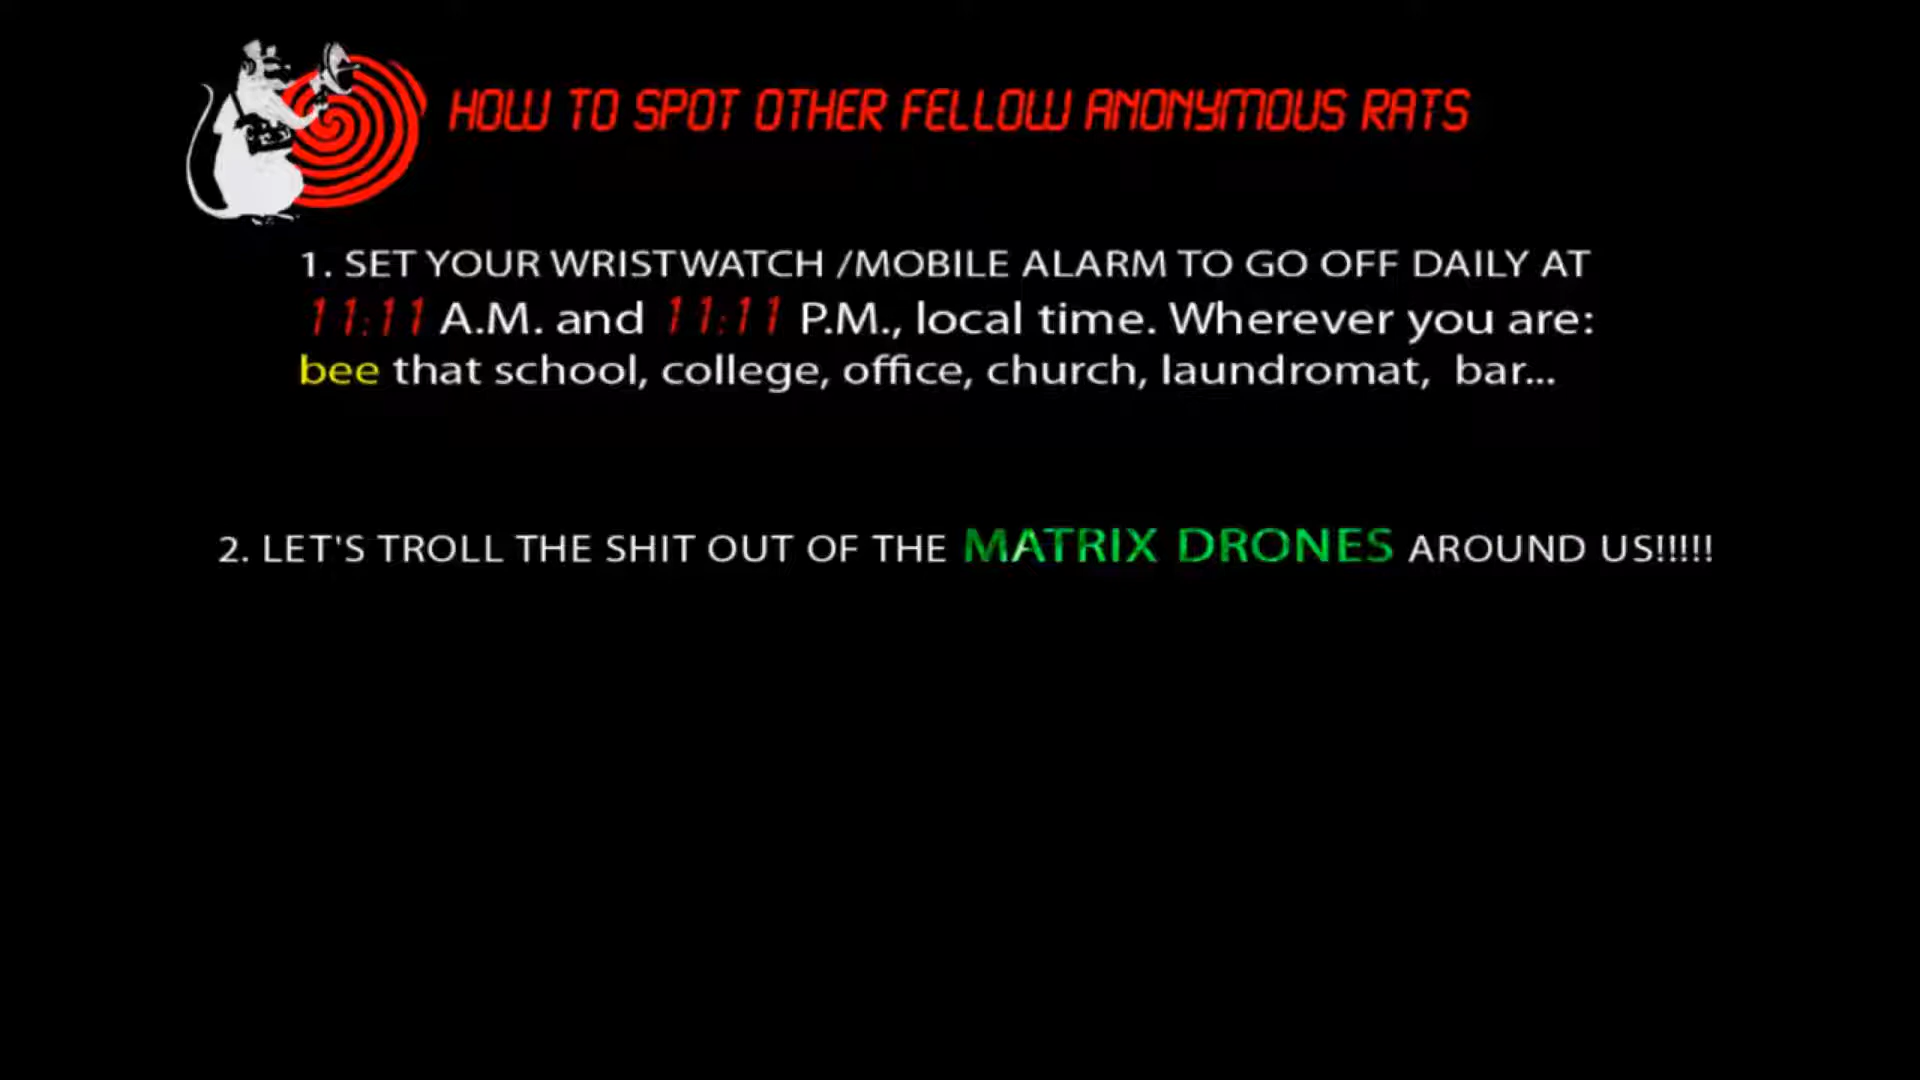 HOW TO SPOT OTHER FELLOW ANONYMOUS RATS
1. SET YOUR WRISTWATCH /MOBILE ALARM TO GO OFF DAILY AT
11:11 A.M. and 11:11 P.M., local time. Wherever you are:
bee that school, college, office, church, laundromat, bar...
2. LET'S TROLL THE SHIT OUT OF THE MATRIX DRONES AROUND US!!!!!